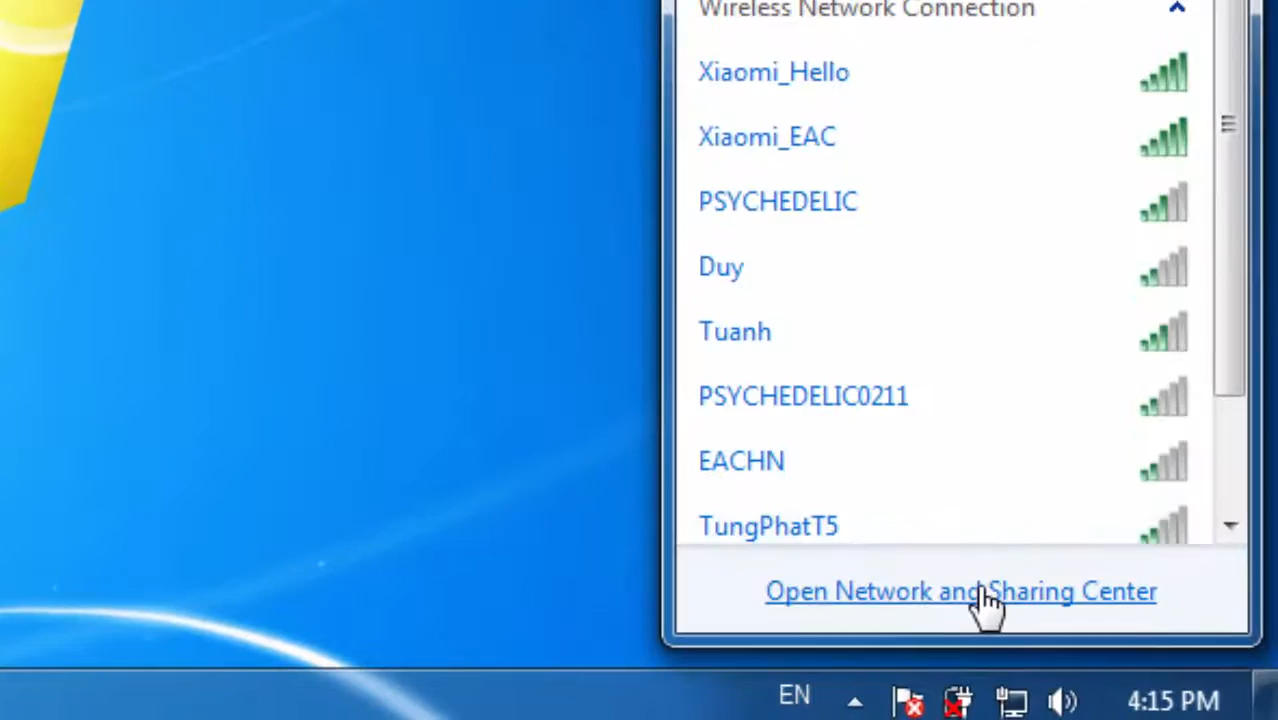 Wireless Network Connection
Xiaomi_Hello
Xiaomi_EAC
PSYCHEDELIC
Duy
Tuanh
PSYCHEDELIC0211
EACHN
TungPhatT5
Open Network and Sharing Center
EN
4:15 PM